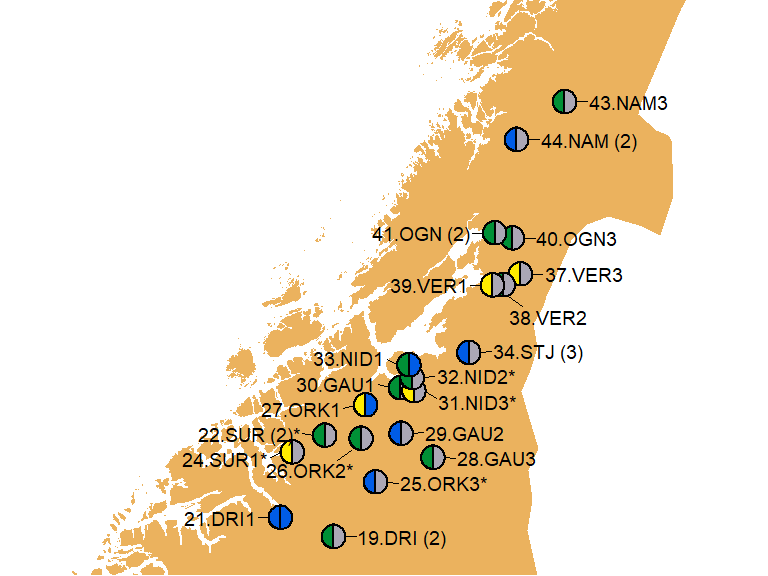 43.NAM3
44.NAM (2)
41.OGN (2)
40.OGN3
37.VER3
39.VER1
38.VER2
34.STJ (3)
33.NID1
32.NID2*
30.GAU1
31.NID3*
27.ORK1
29.GAU2
22.SUR (2)*
28.GAU3
24.SUR1*
26.ORK2*
25.ORK3*
21.DRI1
19.DRI (2)